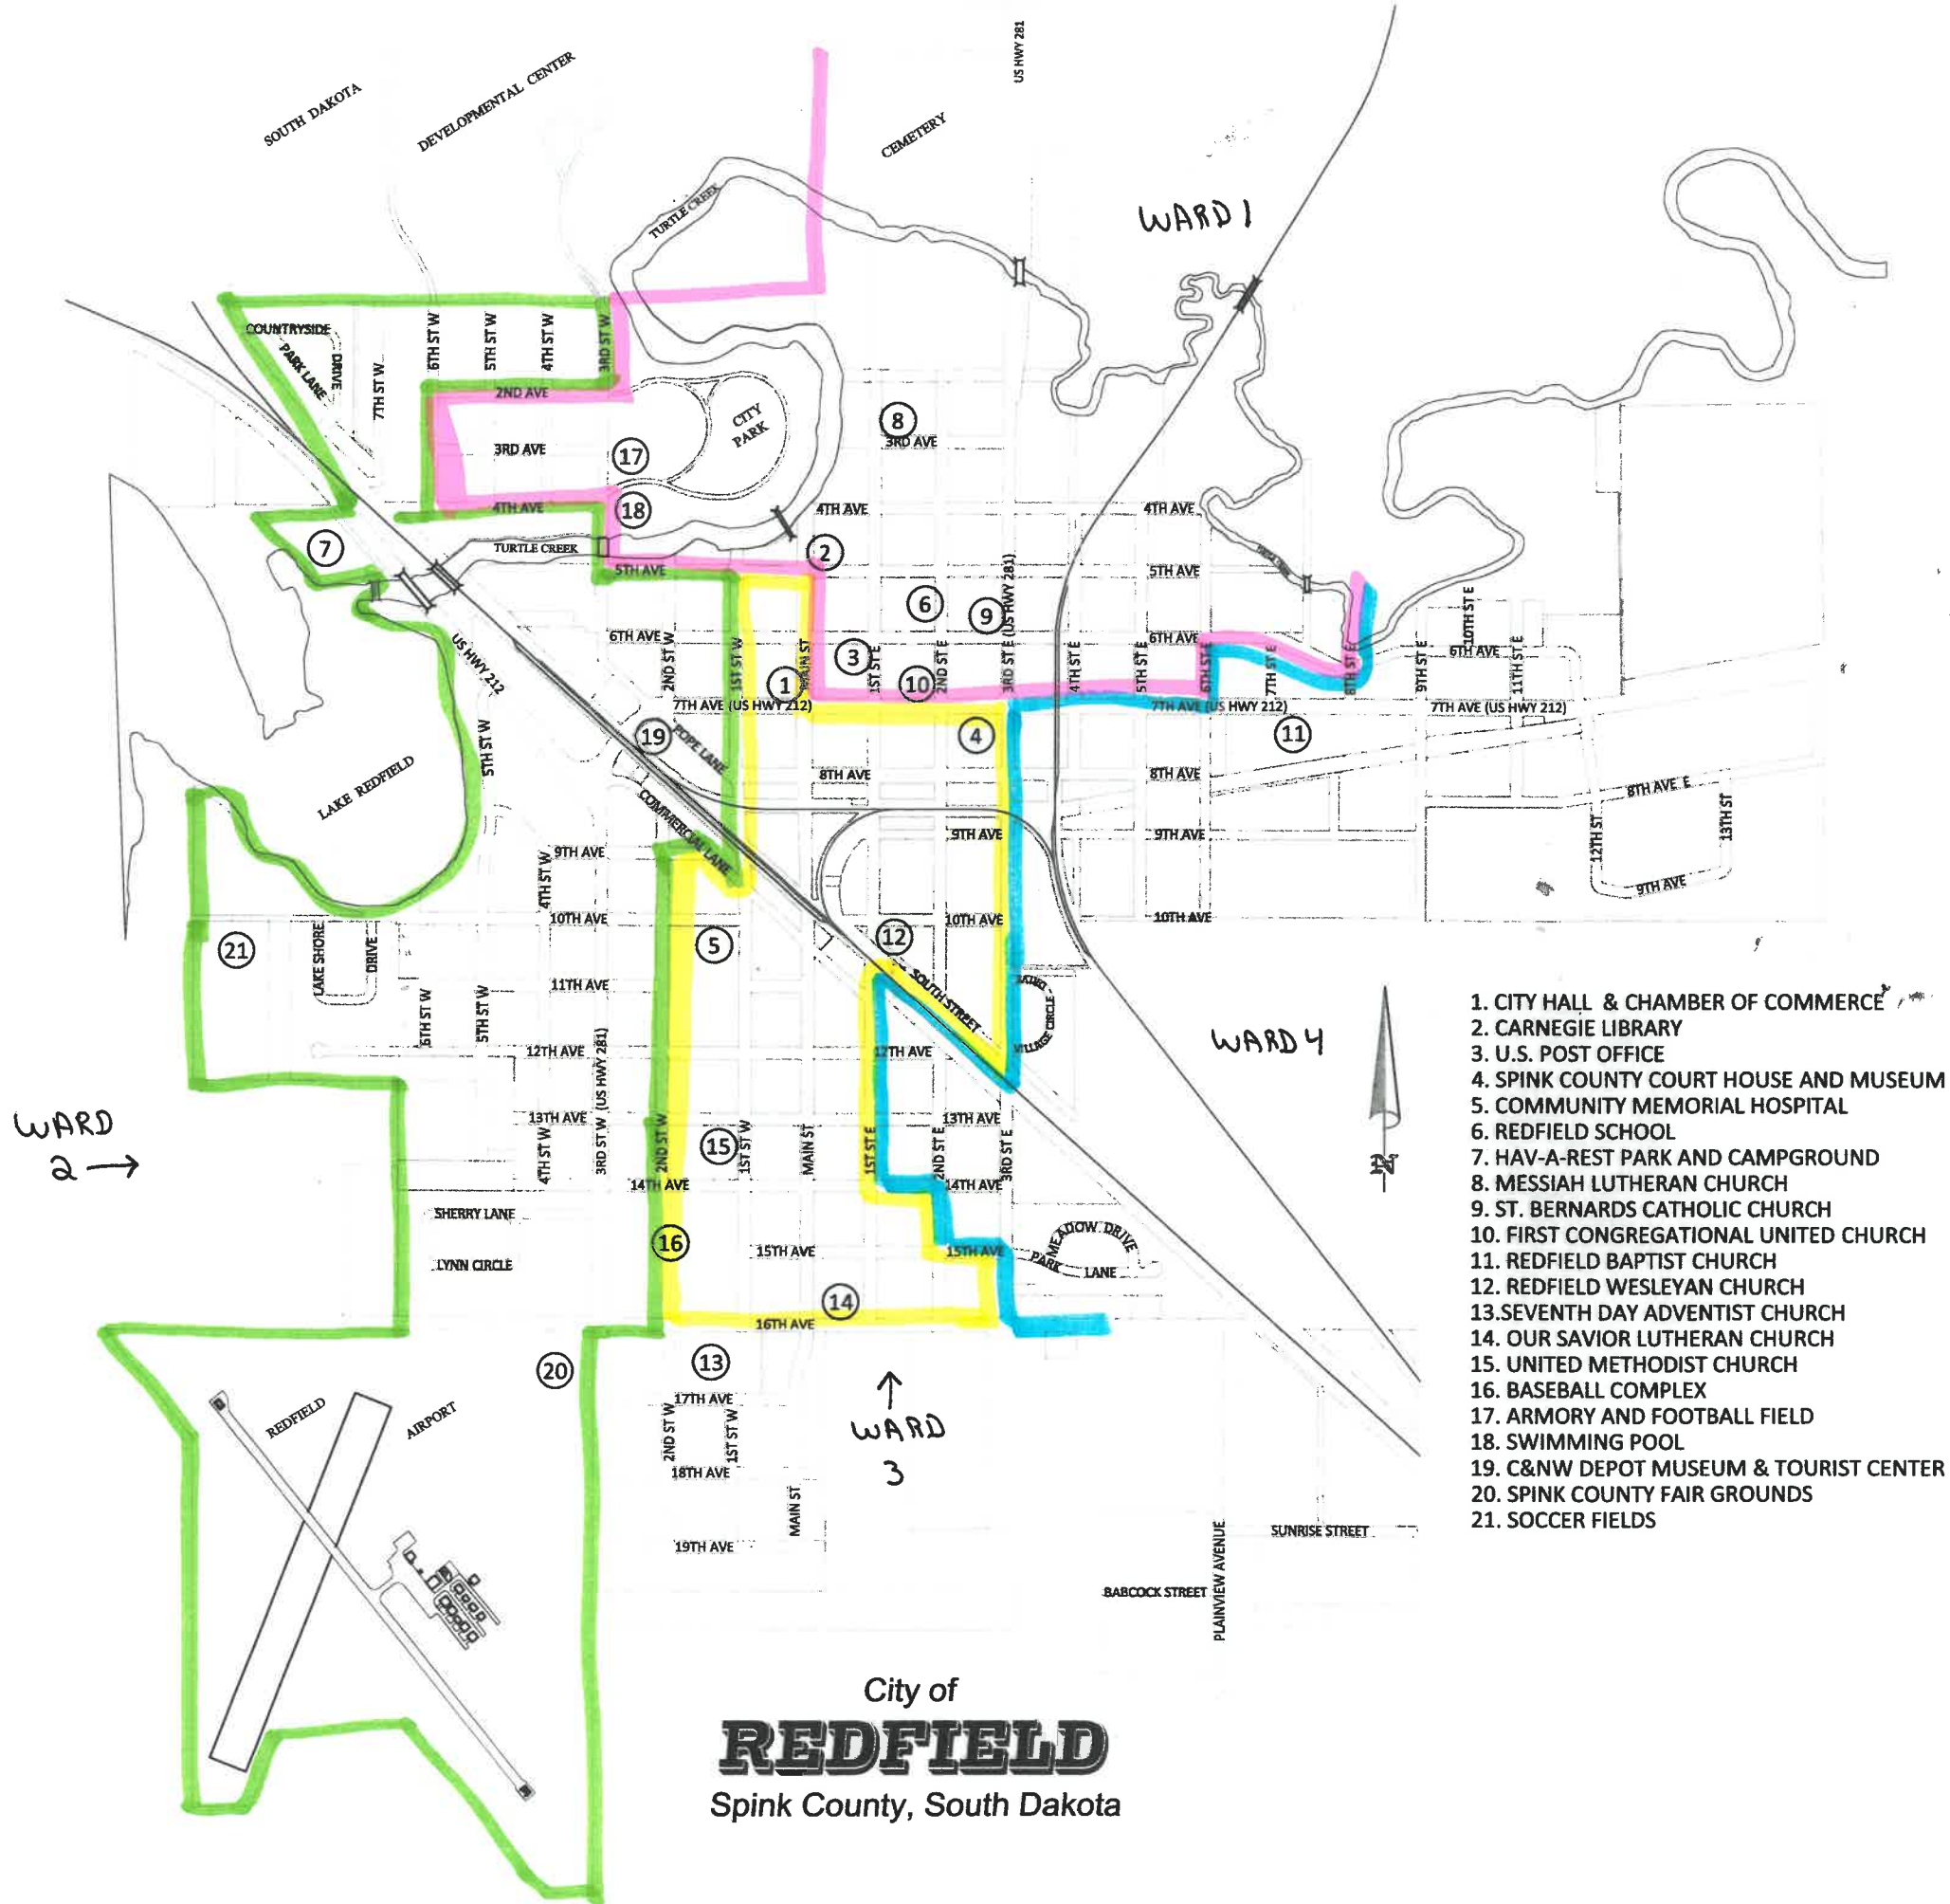 US HWY 281
SOUTH DAKOTA
DEVELOPMENTAL CENTER
CEMETERY
TURTLE CREEK
WARD 1
COUNTRYSIDE
DRIVE
PARK LANE
7TH ST W
6TH ST W
5TH ST W
4TH ST W
3RD ST W
2ND AVE
CITY
PARK
8
3RD AVE
3RD AVE
17
4TH AVE
18
4TH AVE
4TH AVE
7
TURTLE CREEK
2
5TH AVE
5TH AVE
6
9
3RD ST E (US HWY 281)
10TH ST E
US HWY 212
6TH AVE
2ND ST W
1ST ST W
MAIN ST
1
3
1ST ST E
10
2ND ST E
3RD ST E
4TH ST E
5TH ST E
6TH AVE
6TH ST E
7TH ST E
8TH ST E
9TH ST E
6TH AVE
11TH ST E
7TH AVE (US HWY 212)
7TH AVE (US HWY 212)
7TH AVE (US HWY 212)
5TH ST W
19
POPE LANE
4
11
LAKE REDFIELD
8TH AVE
8TH AVE
8TH AVE E
COMMERCIAL LANE
13TH ST
12TH ST
9TH AVE
4TH ST W
9TH AVE
9TH AVE
9TH AVE
10TH AVE
10TH AVE
10TH AVE
21
LAKE SHORE
DRIVE
5
12
SOUTH STREET
11TH AVE
6TH ST W
5TH ST W
VILLAGE CIRCLE
12TH AVE
3RD ST W (US HWY 281)
12TH AVE
WARD 4
WARD
2 →
13TH AVE
4TH ST W
2ND ST W
15
1ST ST W
MAIN ST
1ST ST E
13TH AVE
2ND ST E
3RD ST E
14TH AVE
14TH AVE
SHERRY LANE
16
15TH AVE
15TH AVE
MEADOW DRIVE
PARK LANE
LYNN CIRCLE
14
16TH AVE
20
13
17TH AVE
2ND ST W
1ST ST W
↑
WARD
3
REDFIELD
AIRPORT
18TH AVE
MAIN ST
19TH AVE
SUNRISE STREET
BABCOCK STREET
PLAINVIEW AVENUE
N
1. CITY HALL & CHAMBER OF COMMERCE
2. CARNEGIE LIBRARY
3. U.S. POST OFFICE
4. SPINK COUNTY COURT HOUSE AND MUSEUM
5. COMMUNITY MEMORIAL HOSPITAL
6. REDFIELD SCHOOL
7. HAV-A-REST PARK AND CAMPGROUND
8. MESSIAH LUTHERAN CHURCH
9. ST. BERNARDS CATHOLIC CHURCH
10. FIRST CONGREGATIONAL UNITED CHURCH
11. REDFIELD BAPTIST CHURCH
12. REDFIELD WESLEYAN CHURCH
13.SEVENTH DAY ADVENTIST CHURCH
14. OUR SAVIOR LUTHERAN CHURCH
15. UNITED METHODIST CHURCH
16. BASEBALL COMPLEX
17. ARMORY AND FOOTBALL FIELD
18. SWIMMING POOL
19. C&NW DEPOT MUSEUM & TOURIST CENTER
20. SPINK COUNTY FAIR GROUNDS
21. SOCCER FIELDS
City of
REDFIELD
Spink County, South Dakota